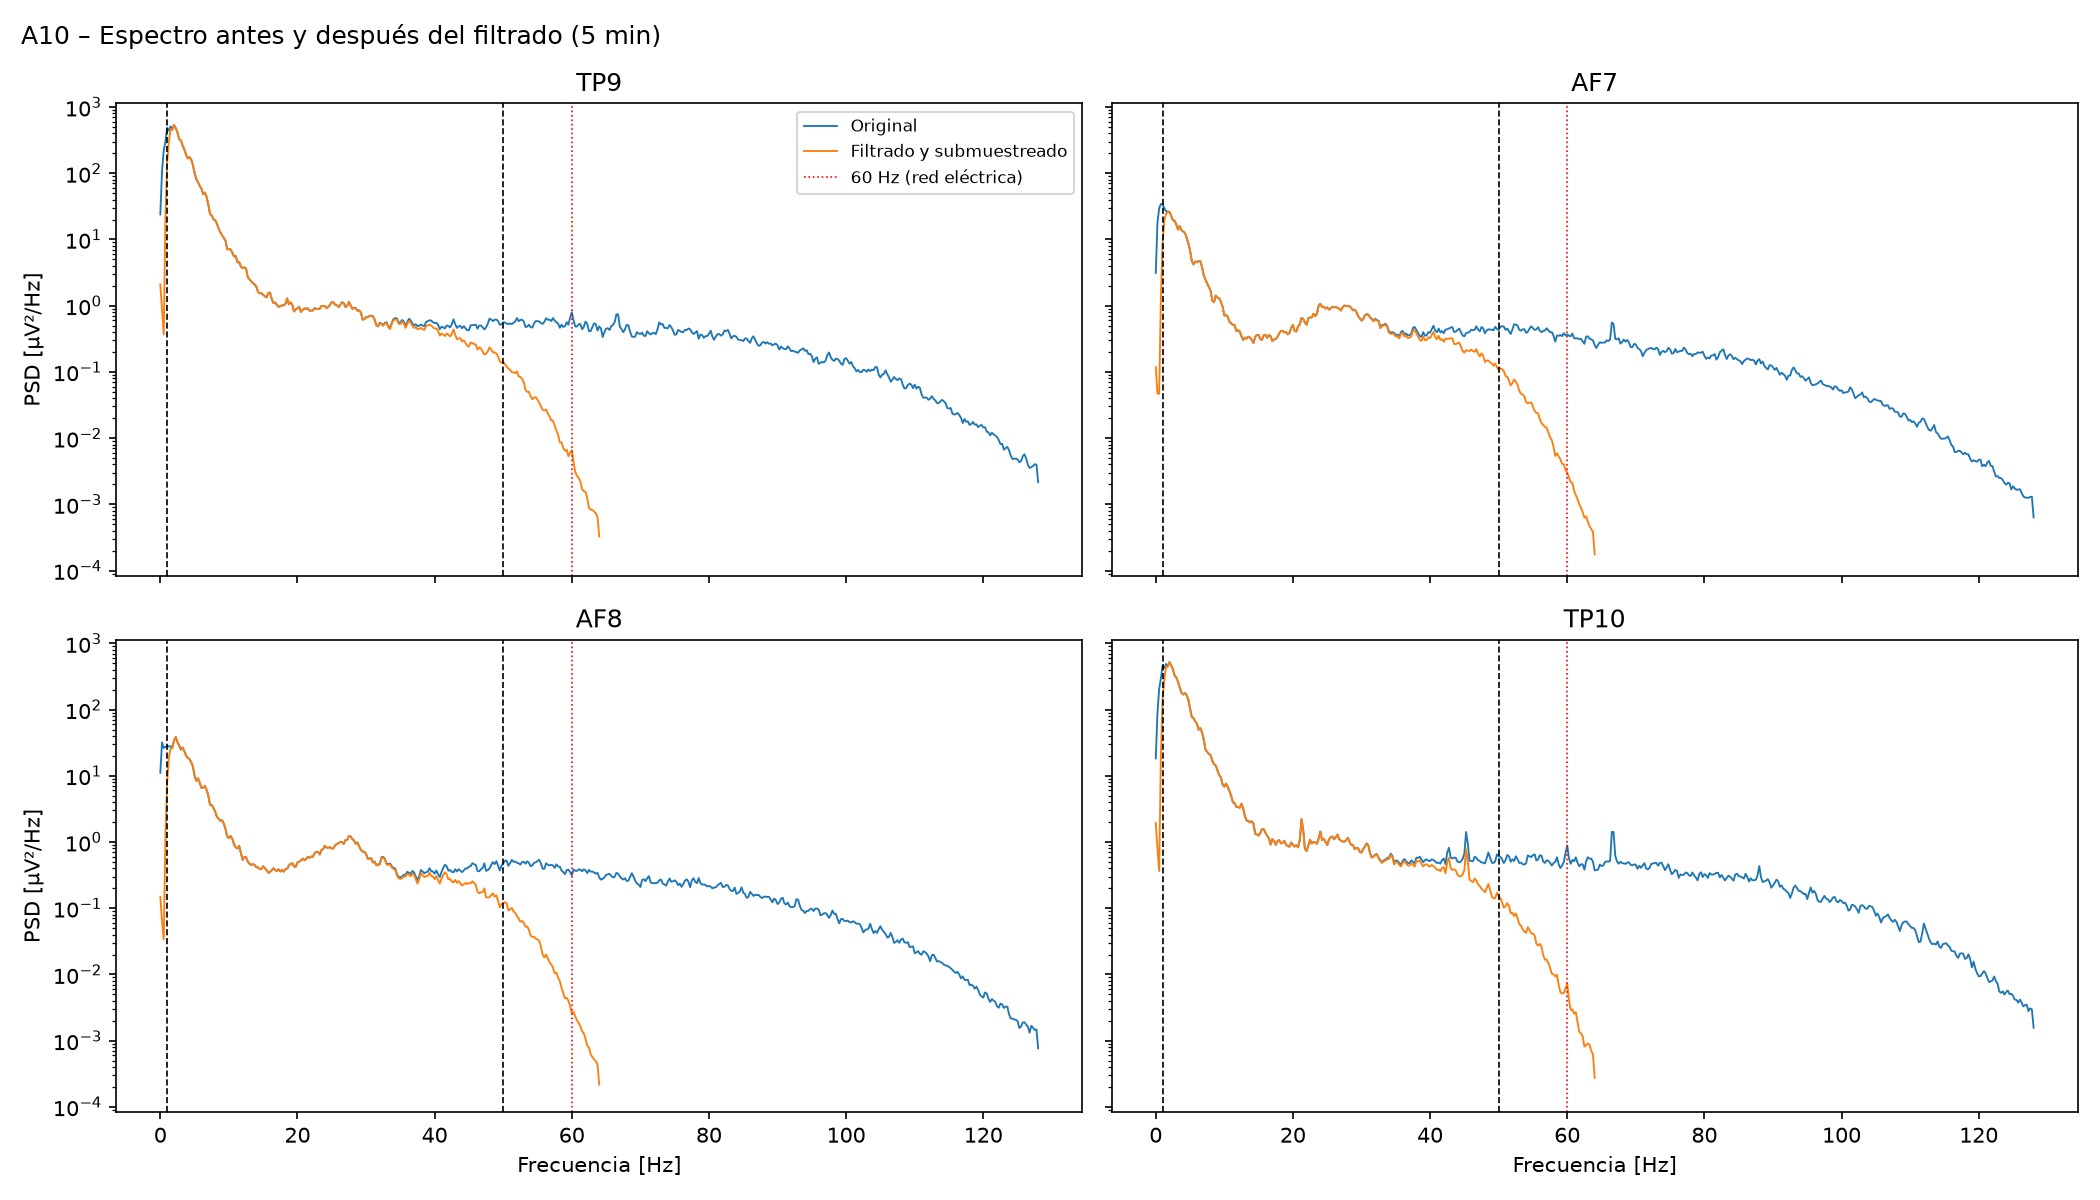 A10 – Espectro antes y después del filtrado (5 min)
TP9
AF7
10³
10²
10¹
10⁰
10⁻¹
10⁻²
10⁻³
10⁻⁴
PSD [µV²/Hz]
Original
Filtrado y submuestreado
60 Hz (red eléctrica)
AF8
TP10
10³
10²
10¹
10⁰
10⁻¹
10⁻²
10⁻³
10⁻⁴
PSD [µV²/Hz]
0 20 40 60 80 100 120
Frecuencia [Hz]
0 20 40 60 80 100 120
Frecuencia [Hz]